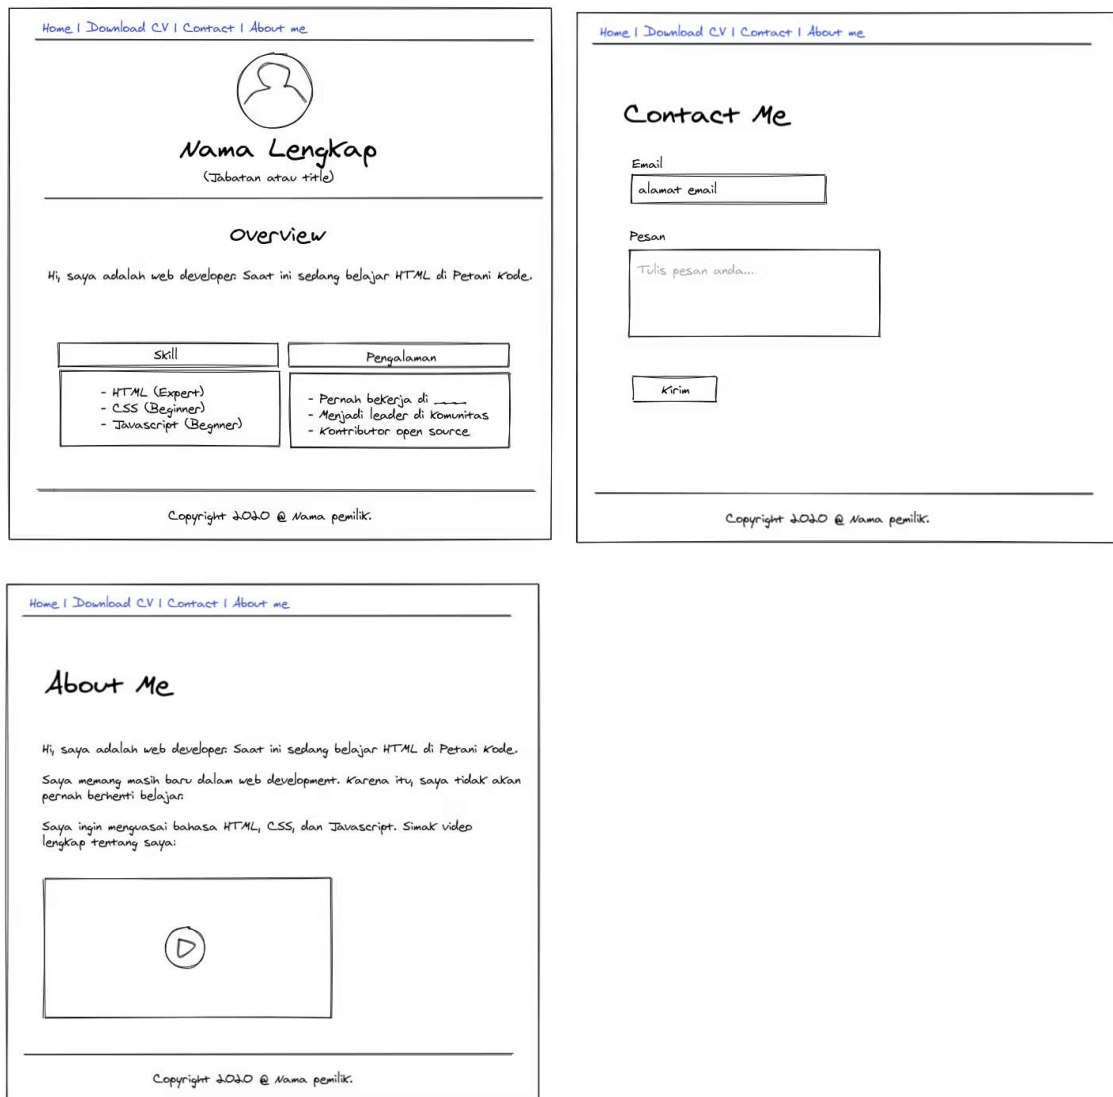 Home | Download CV | Contact | About me
Nama Lengkap
(Jabatan atau title)
Overview
Hi, saya adalah web developer. Saat ini sedang belajar HTML di Petani Kode.
Skill
- HTML (Expert)
- CSS (Beginner)
- Javascript (Begnner)
Pengalaman
- Pernah bekerja di ____
- Menjadi leader di komunitas
- Kontributor open source
Copyright 2020 @ Nama pemilik.
Home | Download CV | Contact | About me
Contact Me
Email
alamat email
Pesan
Tulis pesan anda...
Kirim
Copyright 2020 @ Nama pemilik.
Home | Download CV | Contact | About me
About Me
Hi, saya adalah web developer. Saat ini sedang belajar HTML di Petani Kode.
Saya memang masih baru dalam web development. Karena itu, saya tidak akan
pernah berhenti belajar.
Saya ingin menguasai bahasa HTML, CSS, dan Javascript. Simak video
lengkap tentang saya:
Copyright 2020 @ Nama pemilik.